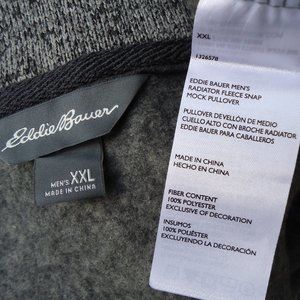 Eddie Bauer
MEN'S XXL
MADE IN CHINA
XXL
1326578
EDDIE BAUER MEN'S
RADIATOR FLEECE SNAP
MOCK PULLOVER
PULOVER DE VELLÓN DE MEDIO
CUELLO ALTO CON BROCHE RADIATOR
EDDIE BAUER PARA CABALLEROS
MADE IN CHINA
HECHO EN CHINA
FIBER CONTENT
100% POLYESTER
EXCLUSIVE OF DECORATION
INSUMOS
100% POLIÉSTER
EXCLUYENDO LA DECORACIÓN